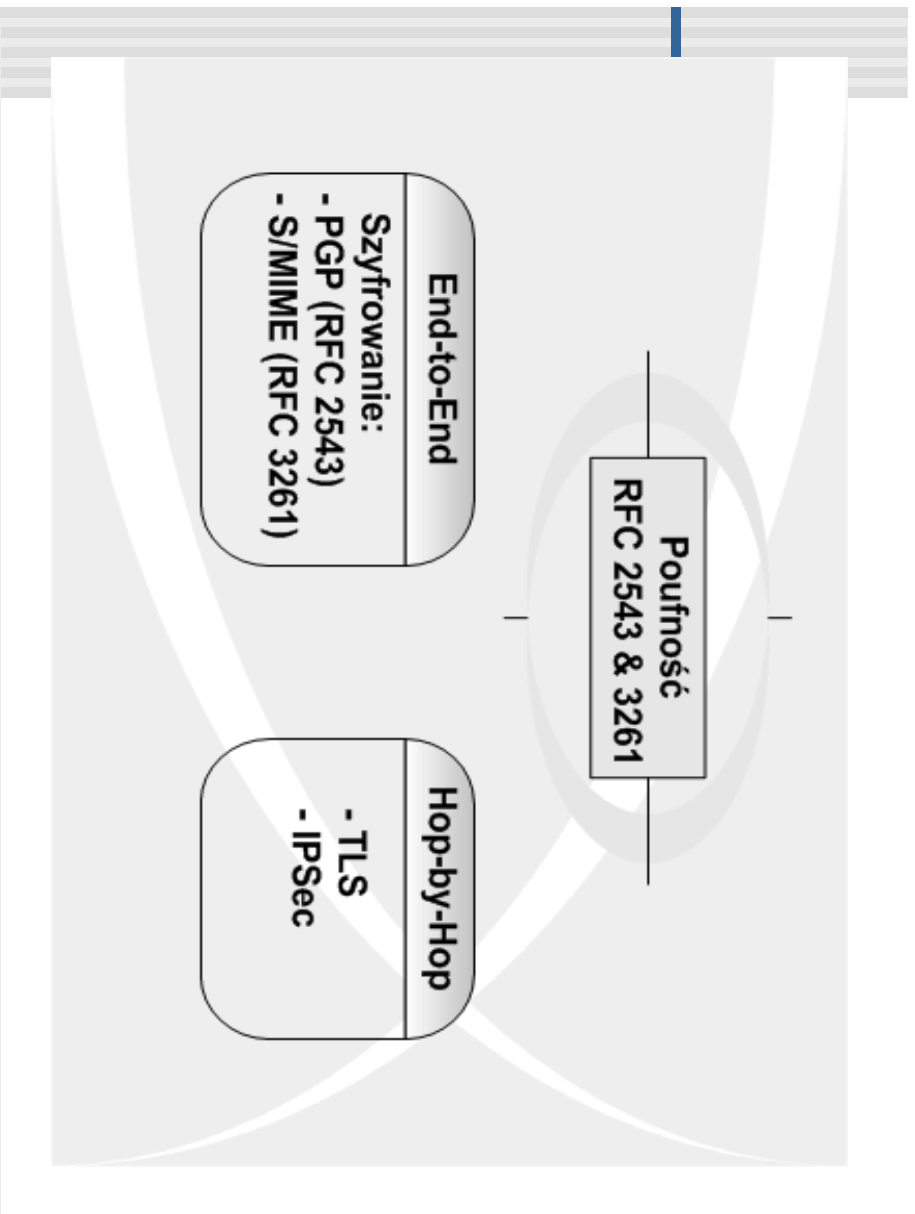 Poufność
RFC 2543 & 3261
End-to-End
Szyfrowanie:
- PGP (RFC 2543)
- S/MIME (RFC 3261)
Hop-by-Hop
- TLS
- IPSec